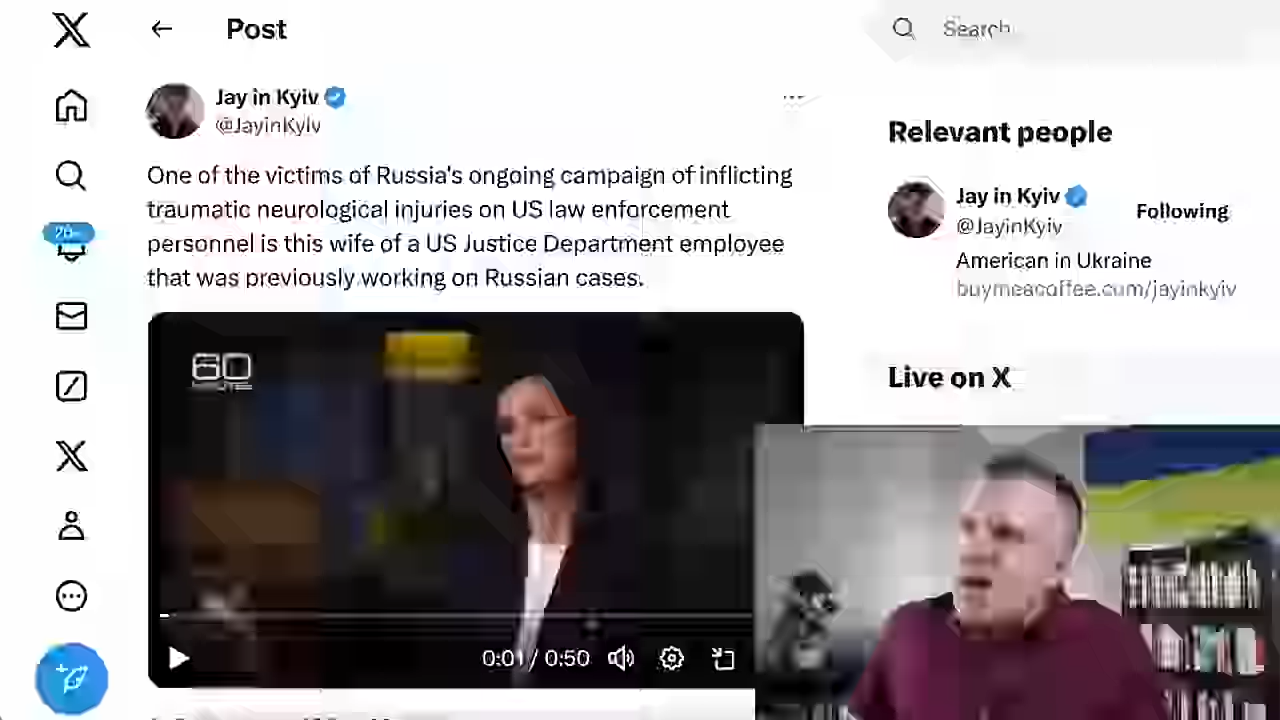 Post
Search
Jay in Kyiv
@JayinKyiv
One of the victims of Russia's ongoing campaign of inflicting
traumatic neurological injuries on US law enforcement
personnel is this wife of a US Justice Department employee
that was previously working on Russian cases.
60
0:01 / 0:50
Relevant people
Jay in Kyiv
@JayinKyiv
Following
American in Ukraine
buymeacoffee.com/jayinkyiv
Live on X